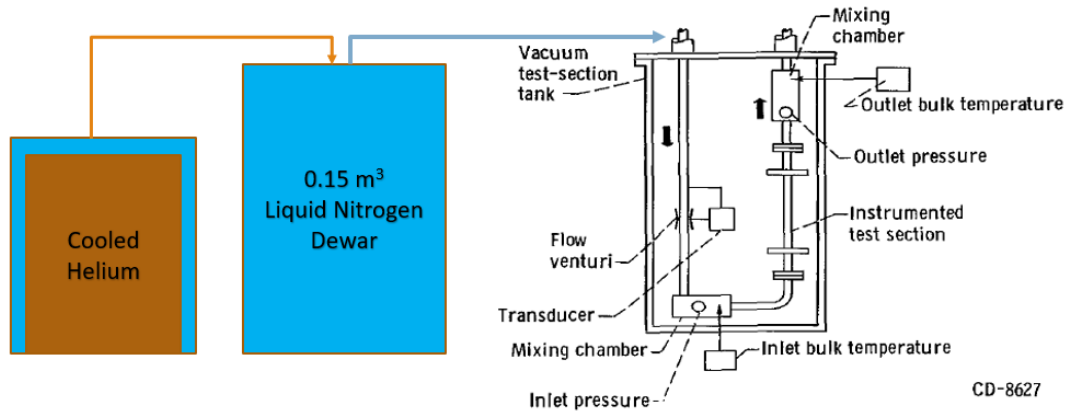 Cooled
Helium
0.15 m³
Liquid Nitrogen
Dewar
Vacuum
test-section
tank
Mixing
chamber
Outlet bulk temperature
Outlet pressure
Instrumented
test section
Flow
venturi
Transducer
Mixing chamber
Inlet bulk temperature
Inlet pressure
CD-8627